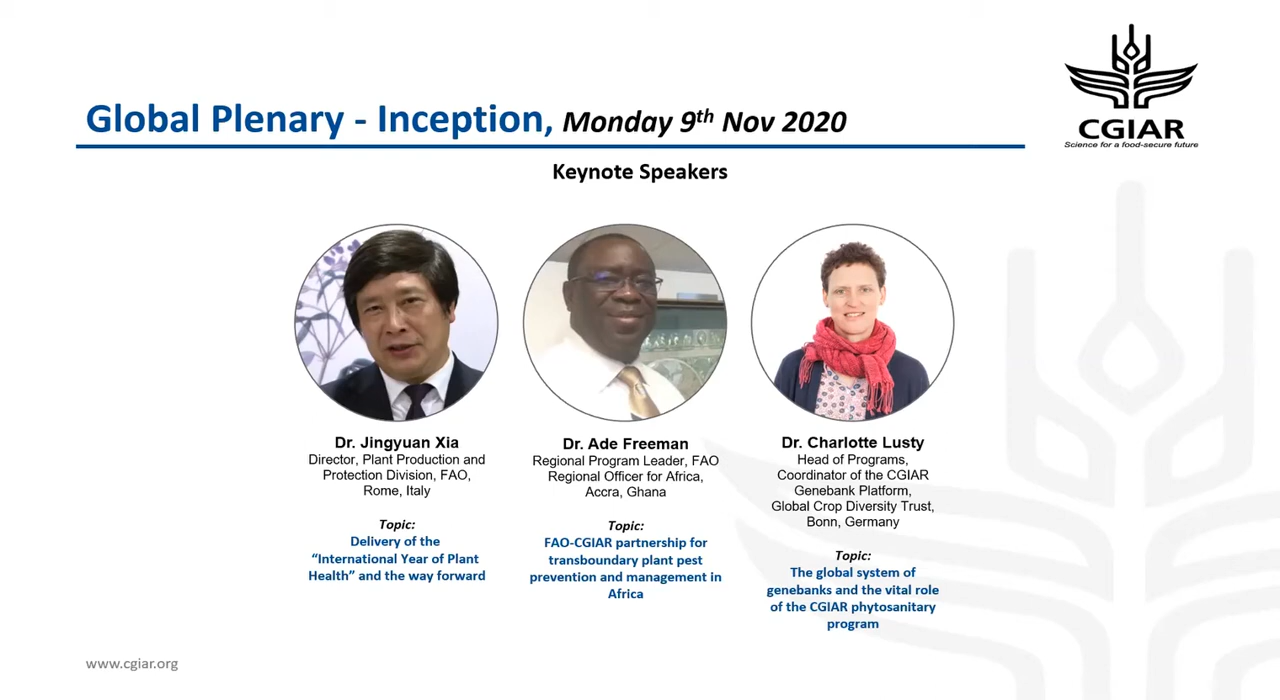 Global Plenary - Inception, Monday 9th Nov 2020
CGIAR
Science for a food-secure future
Keynote Speakers
Dr. Jingyuan Xia
Director, Plant Production and
Protection Division, FAO,
Rome, Italy
Topic:
Delivery of the
“International Year of Plant
Health” and the way forward
Dr. Ade Freeman
Regional Program Leader, FAO
Regional Officer for Africa,
Accra, Ghana
Topic:
FAO-CGIAR partnership for
transboundary plant pest
prevention and management in
Africa
Dr. Charlotte Lusty
Head of Programs,
Coordinator of the CGIAR
Genebank Platform,
Global Crop Diversity Trust,
Bonn, Germany
Topic:
The global system of
genebanks and the vital role
of the CGIAR phytosanitary
program
www.cgiar.org